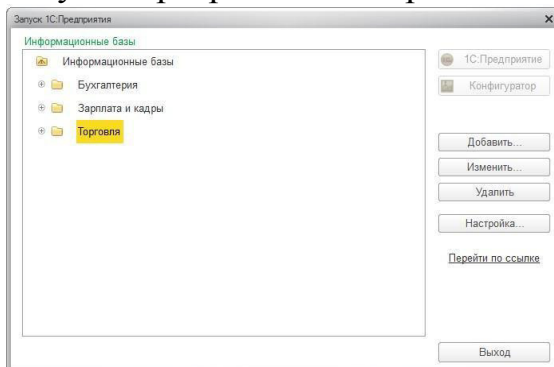 Запуск 1С:Предприятия
Информационные базы
Информационные базы
Бухгалтерия
Зарплата и кадры
Торговля
1С:Предприятие
Конфигуратор
Добавить...
Изменить...
Удалить
Настройка...
Перейти по ссылке
Выход